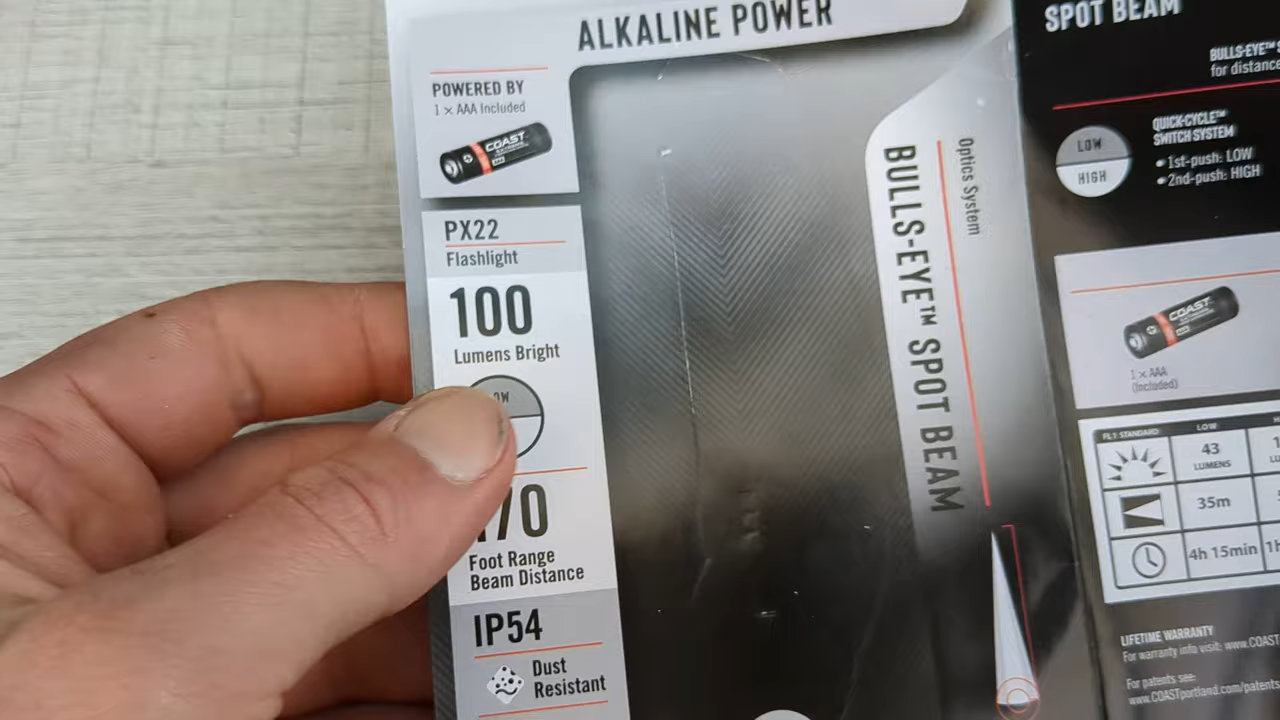 ALKALINE POWER
POWERED BY
1 × AAA Included
COAST
PX22
Flashlight
100
Lumens Bright
OW
70
Foot Range
Beam Distance
IP54
Dust
Resistant
Optics System
BULLS-EYE™ SPOT BEAM
SPOT BEAM
BULLS-EYE™
for distance
QUICK-CYCLE™
SWITCH SYSTEM
• 1st-push: LOW
• 2nd-push: HIGH
LOW
HIGH
COAST
1 × AAA
(Included)
FL1 STANDARD LOW
43
LUMENS
35m
4h 15min
LIFETIME WARRANTY
For warranty info visit: www.COAST
For patents see:
www.COASTportland.com/patents